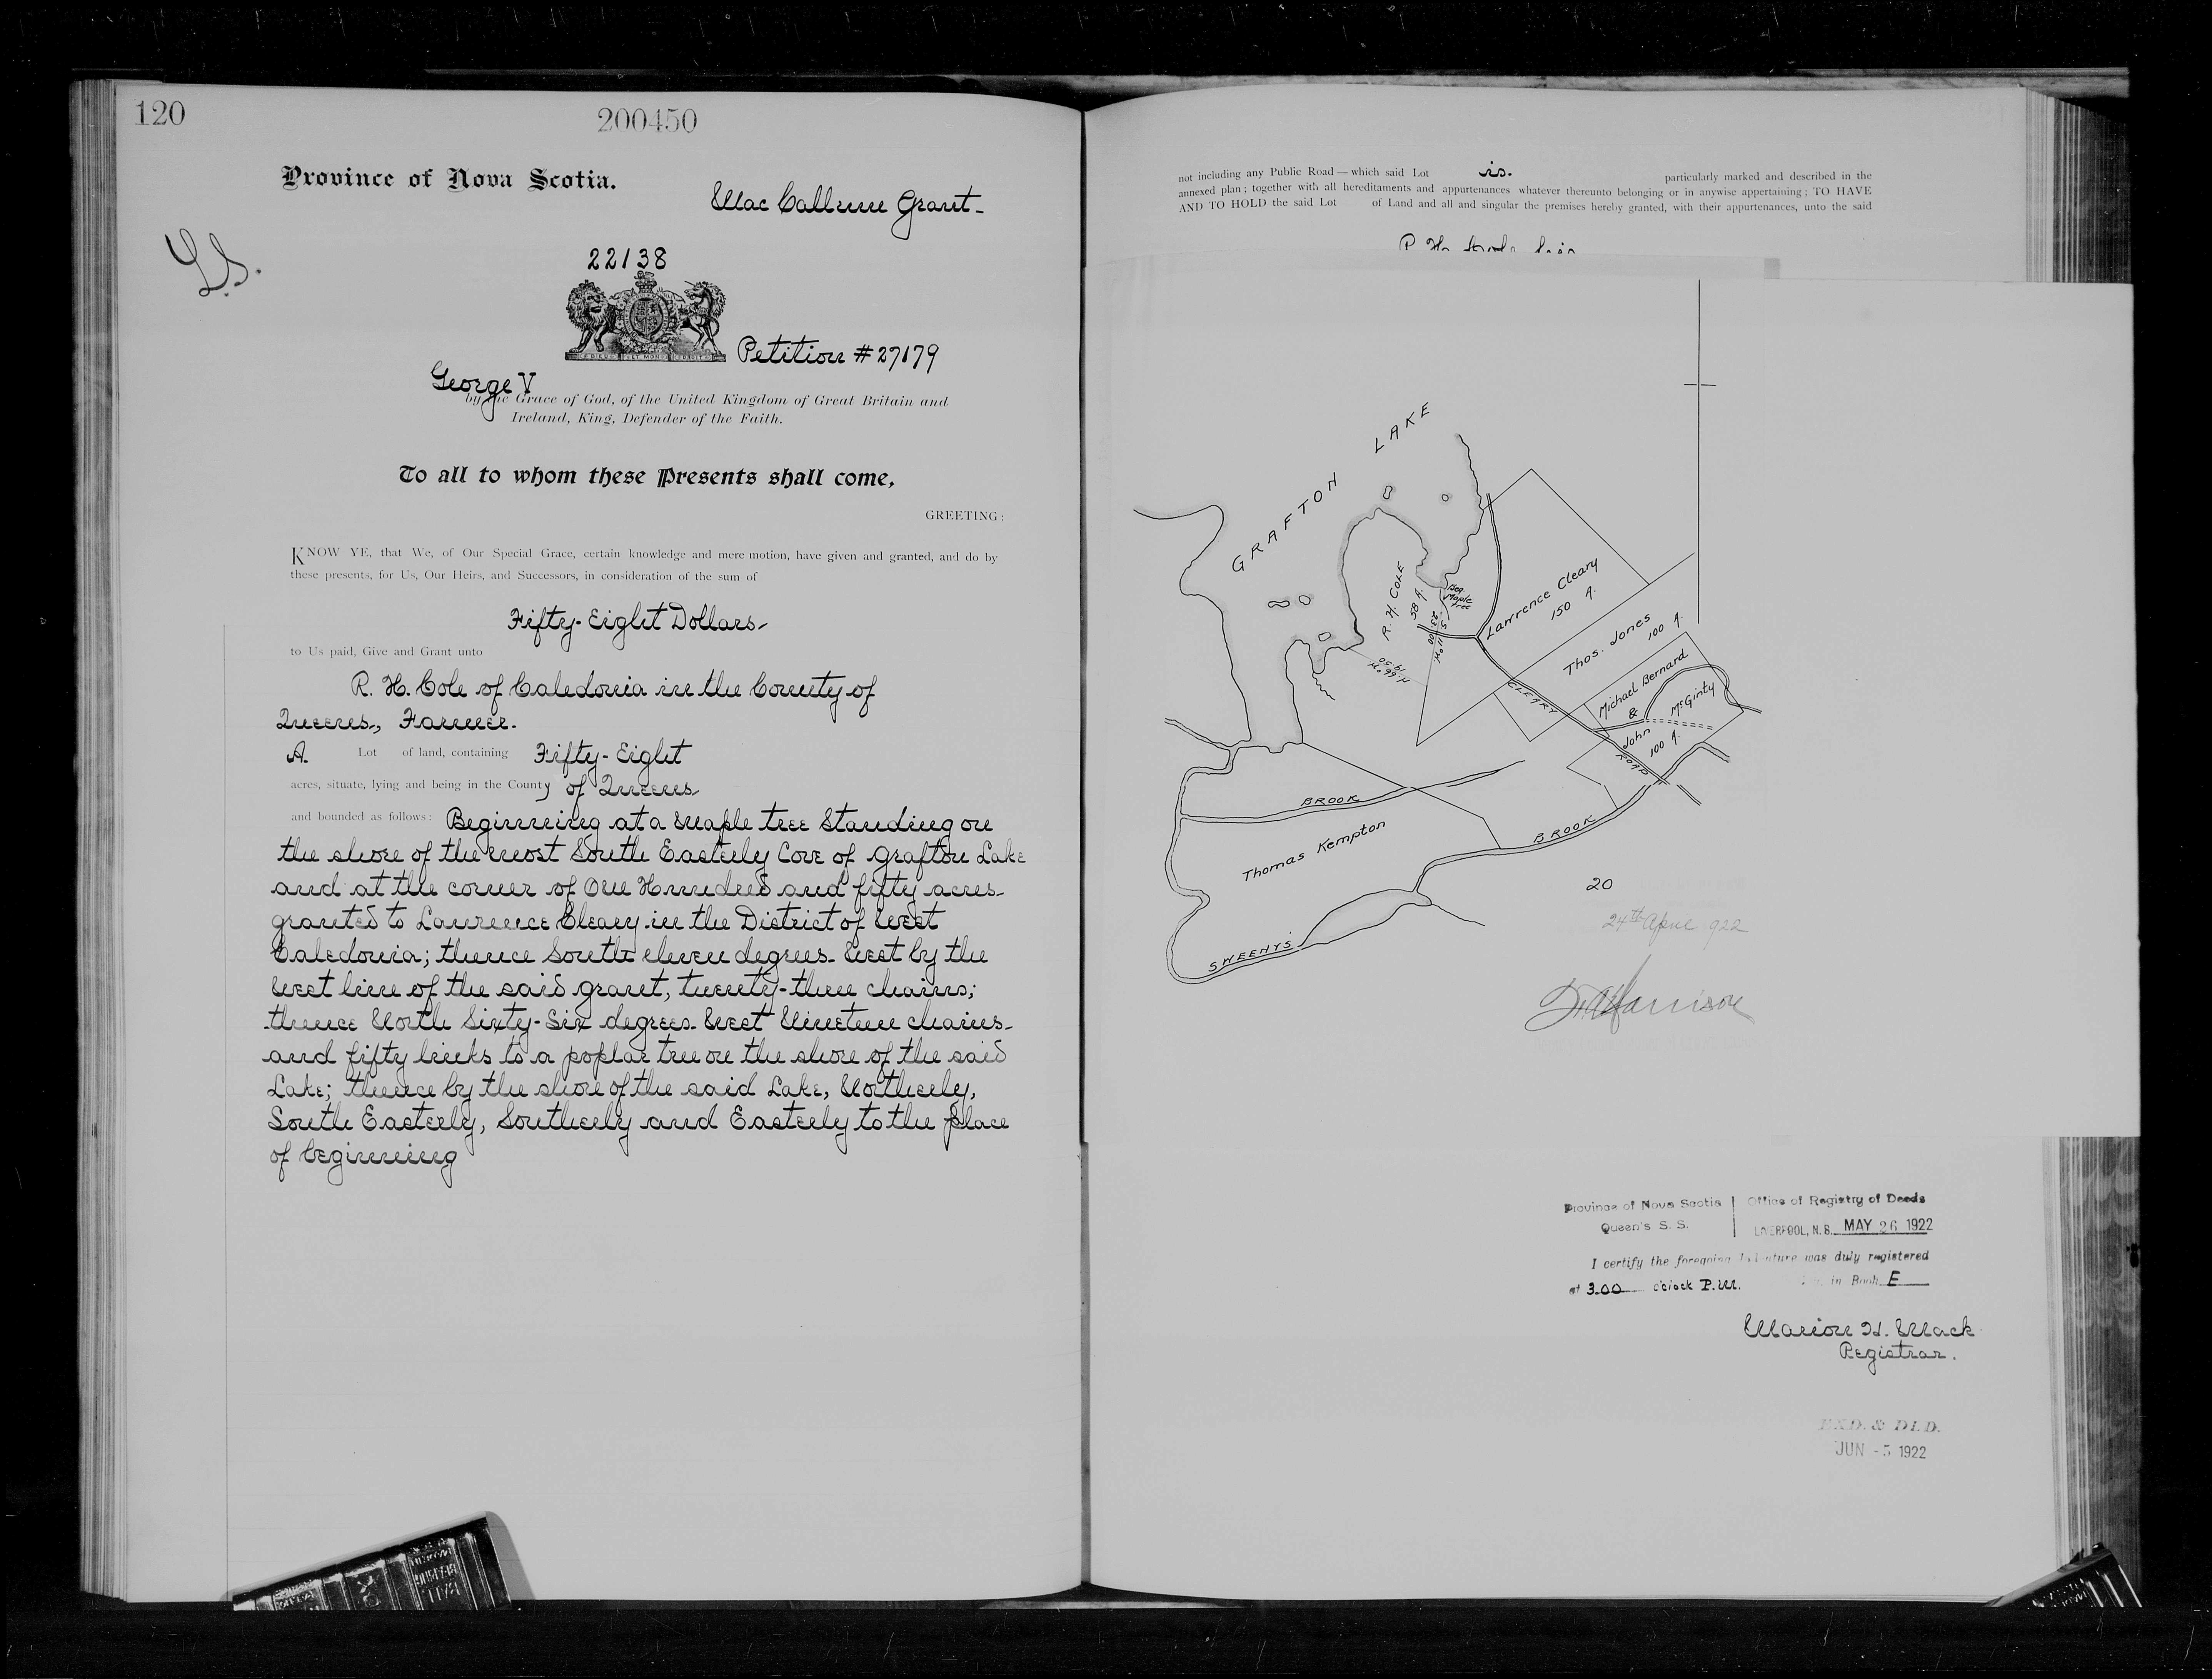 120
200450
Province of Nova Scotia.
MacCallum Grant-
L.S.
22138
Petition #27179
George V
by the Grace of God, of the United Kingdom of Great Britain and
Ireland, King, Defender of the Faith.
To all to whom these Presents shall come,
GREETING:
KNOW YE, that We, of Our Special Grace, certain knowledge and mere motion, have given and granted, and do by
these presents, for Us, Our Heirs, and Successors, in consideration of the sum of
Fifty-Eight Dollars-
to Us paid, Give and Grant unto
R. H. Cole of Caledonia in the County of
Queens, Farmer.
A Lot of land, containing Fifty-Eight
acres, situate, lying and being in the County of Queens
and bounded as follows: Beginning at a Maple tree standing on
the shore of the most South Easterly Cove of Grafton Lake
and at the corner of One Hundred and fifty acres
granted to Lawrence Cleary in the District of West
Caledonia; thence South eleven degrees West by the
West line of the said grant, twenty-three chains;
thence North Sixty-Six degrees West Nineteen chains
and fifty links to a poplar tree on the shore of the said
Lake; thence by the shore of the said Lake, Northerly,
South Easterly, Southerly and Easterly to the place
of beginning
not including any Public Road — which said Lot is. particularly marked and described in the
annexed plan; together with all hereditaments and appurtenances whatever thereunto belonging or in anywise appertaining; TO HAVE
AND TO HOLD the said Lot of Land and all and singular the premises hereby granted, with their appurtenances, unto the said
GRAFTON LAKE
R. H. COLE
58 A.
Beg.
Maple
Tree
S. 11° W.
23.00
N. 66° W.
19.50
Lawrence Cleary
150 A.
Thos. Jones
100 A.
Michael Bernard
&
McGinty
John
100 A.
CLEARY
ROAD
BROOK
Thomas Kempton
BROOK
SWEENY'S
20
24th April 922
Province of Nova Scotia
Queen's S. S.
Office of Registry of Deeds
LIVERPOOL, N. S. MAY 26 1922
I certify the foregoing Indenture was duly registered
at 3.00 o'clock P.M. in Book E
Marion H. Mack
Registrar.
JUN -5 1922